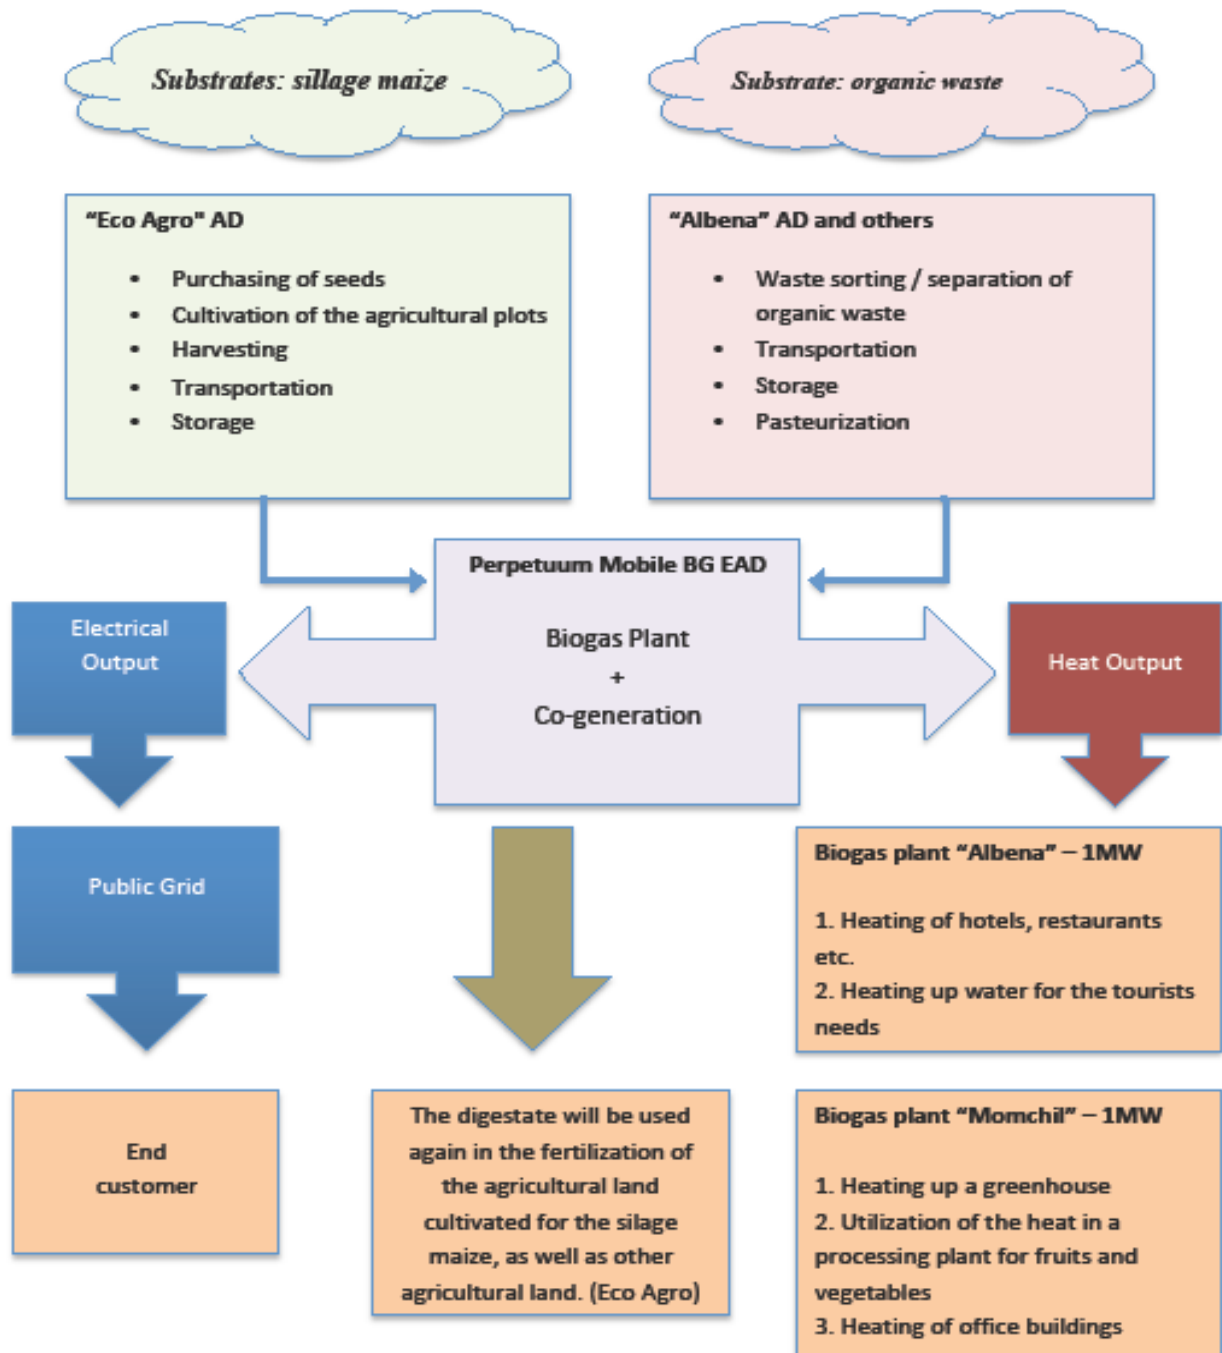 Substrates: sillage maize
Substrate: organic waste
“Eco Agro" AD
• Purchasing of seeds
• Cultivation of the agricultural plots
• Harvesting
• Transportation
• Storage
“Albena” AD and others
• Waste sorting / separation of
organic waste
• Transportation
• Storage
• Pasteurization
Perpetuum Mobile BG EAD
Biogas Plant
+
Co-generation
Electrical
Output
Heat Output
Public Grid
End
customer
The digestate will be used
again in the fertilization of
the agricultural land
cultivated for the silage
maize, as well as other
agricultural land. (Eco Agro)
Biogas plant “Albena” – 1MW
1. Heating of hotels, restaurants
etc.
2. Heating up water for the tourists
needs
Biogas plant “Momchil” – 1MW
1. Heating up a greenhouse
2. Utilization of the heat in a
processing plant for fruits and
vegetables
3. Heating of office buildings